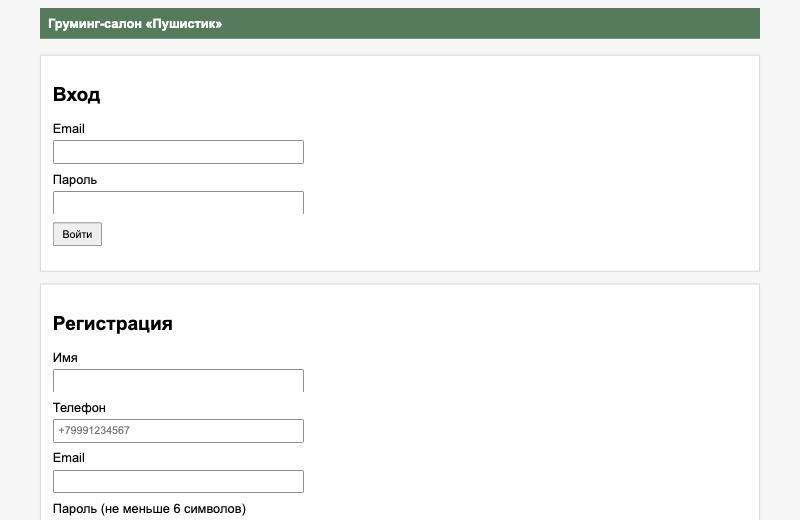 Груминг-салон «Пушистик»
Вход
Email
Пароль
Войти
Регистрация
Имя
Телефон
+79991234567
Email
Пароль (не меньше 6 символов)